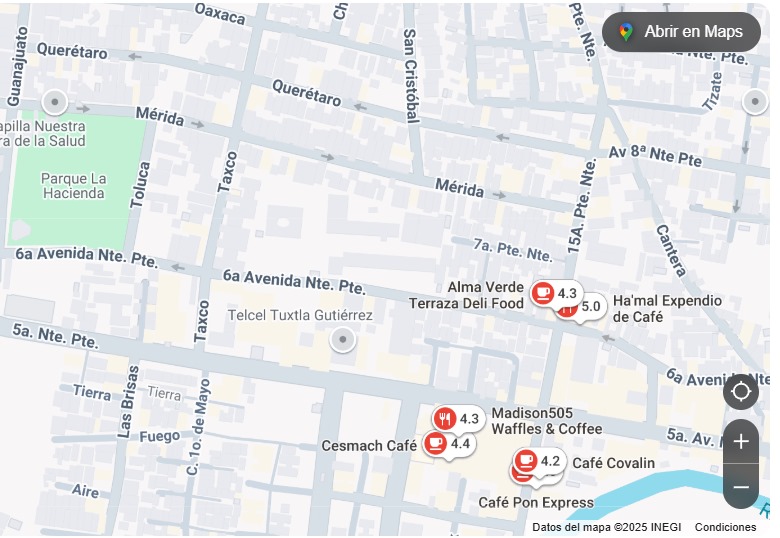 Oaxaca
Ch
Pte. Nte.
Abrir en Maps
Pte.
Guanajuato
Querétaro
San Cristóbal
Querétaro
Tizate
Mérida
apilla Nuestra
ra de la Salud
Av 8ª Nte Pte
Parque La
Hacienda
Toluca
Taxco
Mérida
15A. Pte. Nte.
7a. Pte. Nte.
Cantera
6a Avenida Nte. Pte.
6a Avenida Nte. Pte.
Alma Verde
Terraza Deli Food
4.3
5.0
Ha'mal Expendio
de Café
Taxco
Telcel Tuxtla Gutiérrez
5a. Nte. Pte.
6a Avenida Nte.
Las Brisas
Tierra
Tierra
C. 1o. de Mayo
4.3
Madison505
Waffles & Coffee
Fuego
Cesmach Café
4.4
5a. Av.
4.2
Café Covalin
Aire
Café Pon Express
Datos del mapa ©2025 INEGI
Condiciones